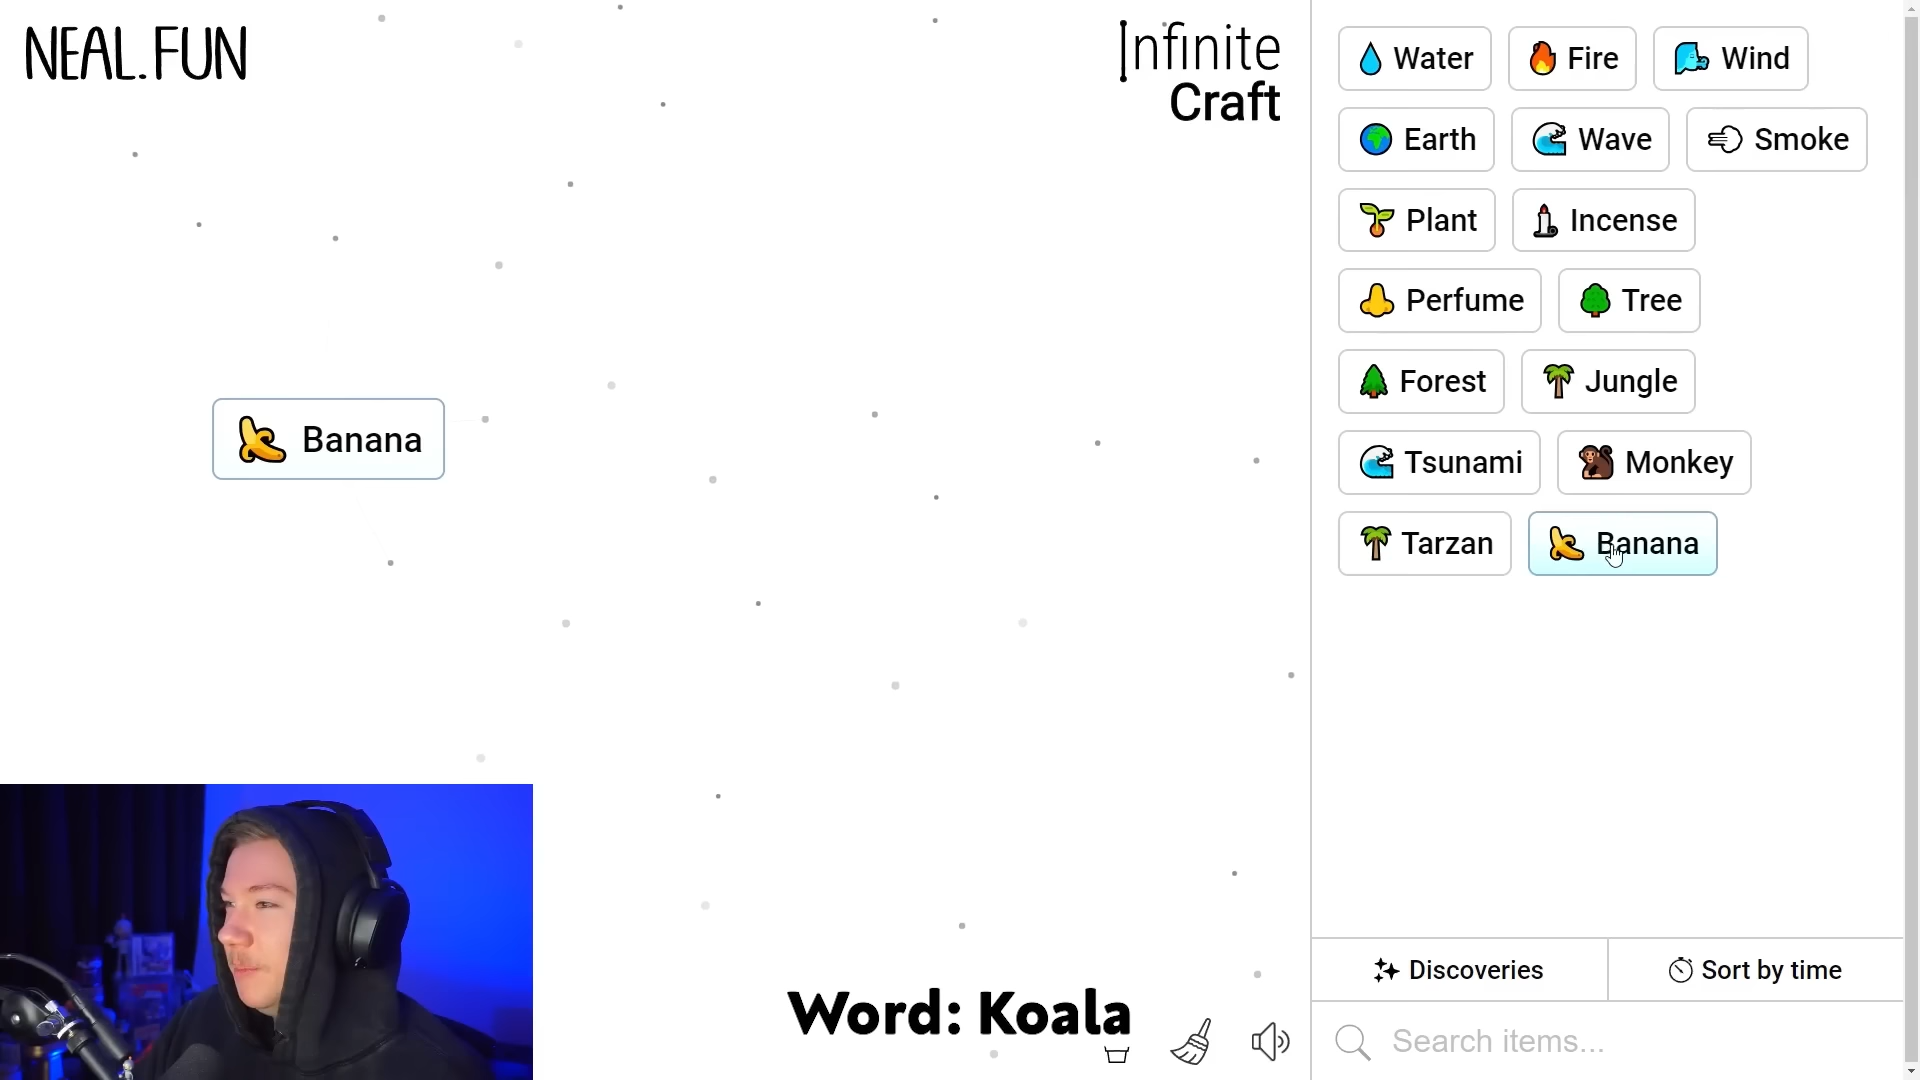 NEAL.FUN
Infinite
Craft
Banana
Water
Fire
Wind
Earth
Wave
Smoke
Plant
Incense
Perfume
Tree
Forest
Jungle
Tsunami
Monkey
Tarzan
Banana
Discoveries
Sort by time
Search items...
Word: Koala